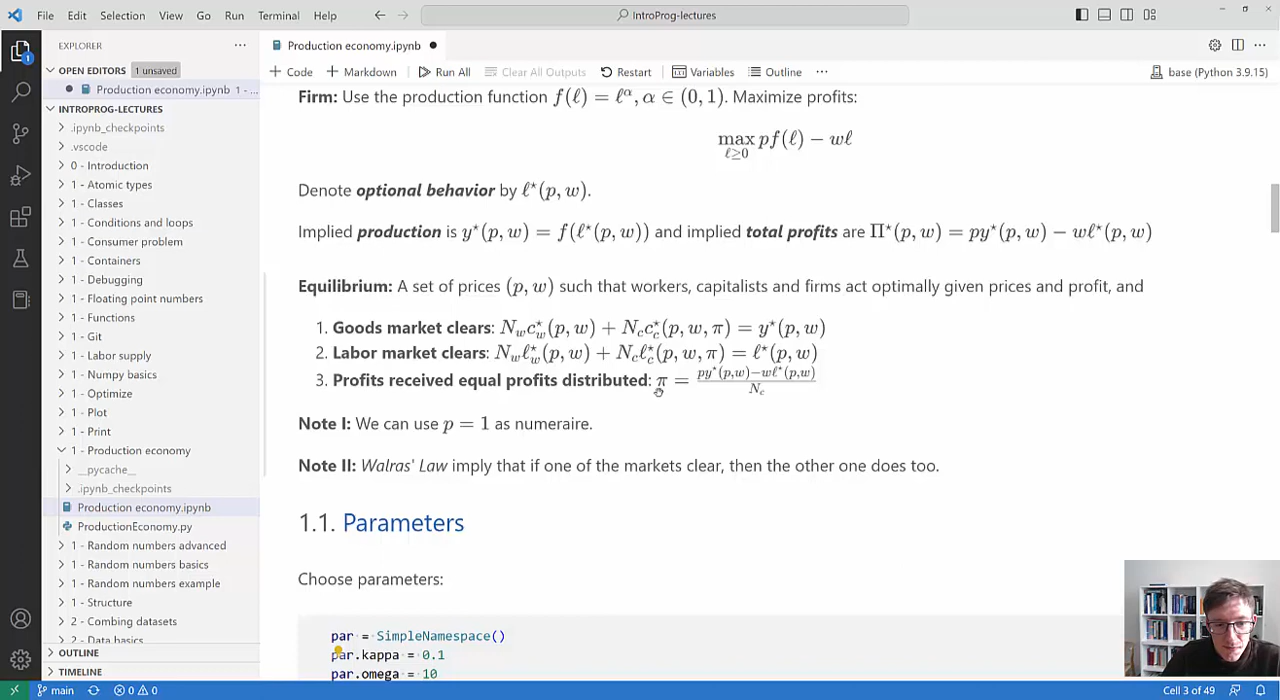 File Edit Selection View Go Run Terminal Help IntroProg-lectures
EXPLORER
OPEN EDITORS 1 unsaved
Production economy.ipynb 1 - ...
INTROPROG-LECTURES
.ipynb_checkpoints
.vscode
0 - Introduction
1 - Atomic types
1 - Classes
1 - Conditions and loops
1 - Consumer problem
1 - Containers
1 - Debugging
1 - Floating point numbers
1 - Functions
1 - Git
1 - Labor supply
1 - Numpy basics
1 - Optimize
1 - Plot
1 - Print
1 - Production economy
__pycache__
.ipynb_checkpoints
Production economy.ipynb
ProductionEconomy.py
1 - Random numbers advanced
1 - Random numbers basics
1 - Random numbers example
1 - Structure
2 - Combing datasets
2 - Data basics
OUTLINE
TIMELINE
Production economy.ipynb
+ Code + Markdown Run All Clear All Outputs Restart Variables Outline ... base (Python 3.9.15)
Firm: Use the production function f(ℓ) = ℓ^α, α ∈ (0, 1). Maximize profits:
max_{ℓ≥0} pf(ℓ) − wℓ
Denote optional behavior by ℓ*(p, w).
Implied production is y*(p, w) = f(ℓ*(p, w)) and implied total profits are Π*(p, w) = py*(p, w) − wℓ*(p, w)
Equilibrium: A set of prices (p, w) such that workers, capitalists and firms act optimally given prices and profit, and
1. Goods market clears: N_w c_w*(p, w) + N_c c_c*(p, w, π) = y*(p, w)
2. Labor market clears: N_w ℓ_w*(p, w) + N_c ℓ_c*(p, w, π) = ℓ*(p, w)
3. Profits received equal profits distributed: π = (py*(p,w)−wℓ*(p,w))/N_c
Note I: We can use p = 1 as numeraire.
Note II: Walras' Law imply that if one of the markets clear, then the other one does too.
1.1. Parameters
Choose parameters:
par = SimpleNamespace()
par.kappa = 0.1
par.omega = 10
main 0 0 Cell 3 of 49